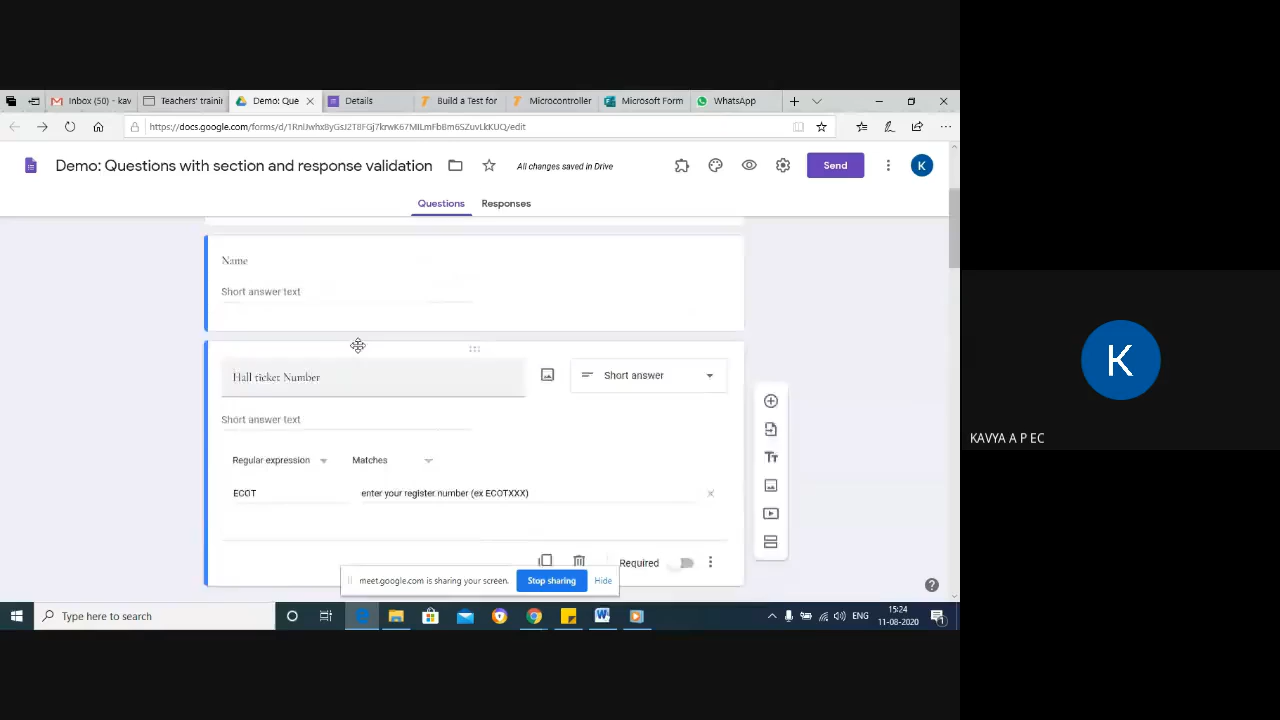 Inbox (50) - kav
Teachers' trainin
Demo: Que
Details
Build a Test for
Microcontroller
Microsoft Form
WhatsApp
Demo: Questions with section and response validation
All changes saved in Drive
Send
K
Questions
Responses
Name
Short answer text
Hall ticket Number
Short answer
Short answer text
Regular expression
Matches
ECOT
enter your register number (ex ECOTXXX)
Required
meet.google.com is sharing your screen.
Stop sharing
Hide
Type here to search
ENG
15:24
11-08-2020
K
KAVYA A P EC